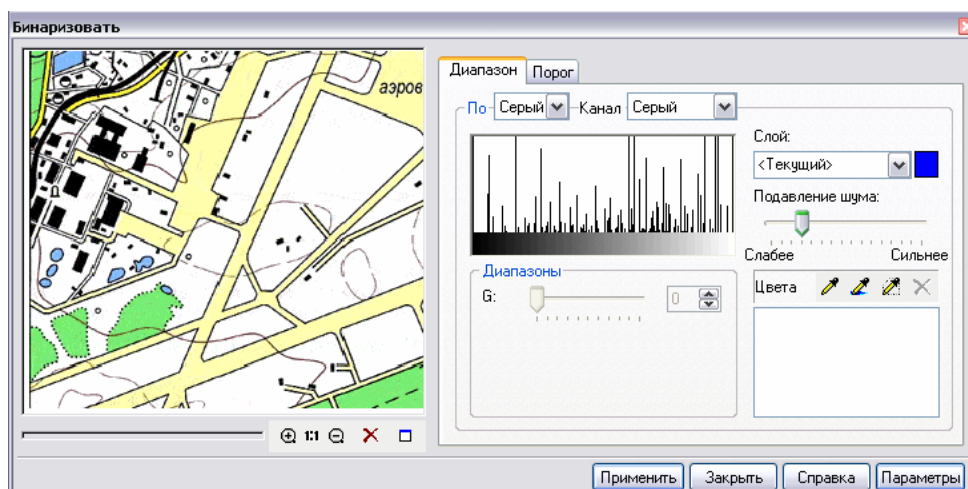 Бинаризовать
аэров
Диапазон Порог
По Серый Канал Серый
Слой:
<Текущий>
Подавление шума:
Слабее Сильнее
Диапазоны
G: 0
Цвета
1:1
Применить Закрыть Справка Параметры